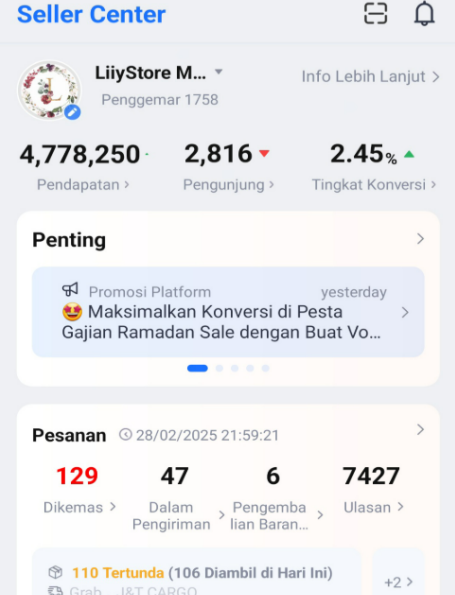 Seller Center
LiiyStore M...
Info Lebih Lanjut >
Penggemar 1758
4,778,250
2,816
2.45%
Pendapatan >
Pengunjung >
Tingkat Konversi >
Penting
Promosi Platform
yesterday
🤩 Maksimalkan Konversi di Pesta
Gajian Ramadan Sale dengan Buat Vo...
Pesanan
28/02/2025 21:59:21
129
47
6
7427
Dikemas >
Dalam
Pengiriman >
Pengemba
lian Baran... >
Ulasan >
110 Tertunda (106 Diambil di Hari Ini)
Grab
J&T CARGO
+2 >